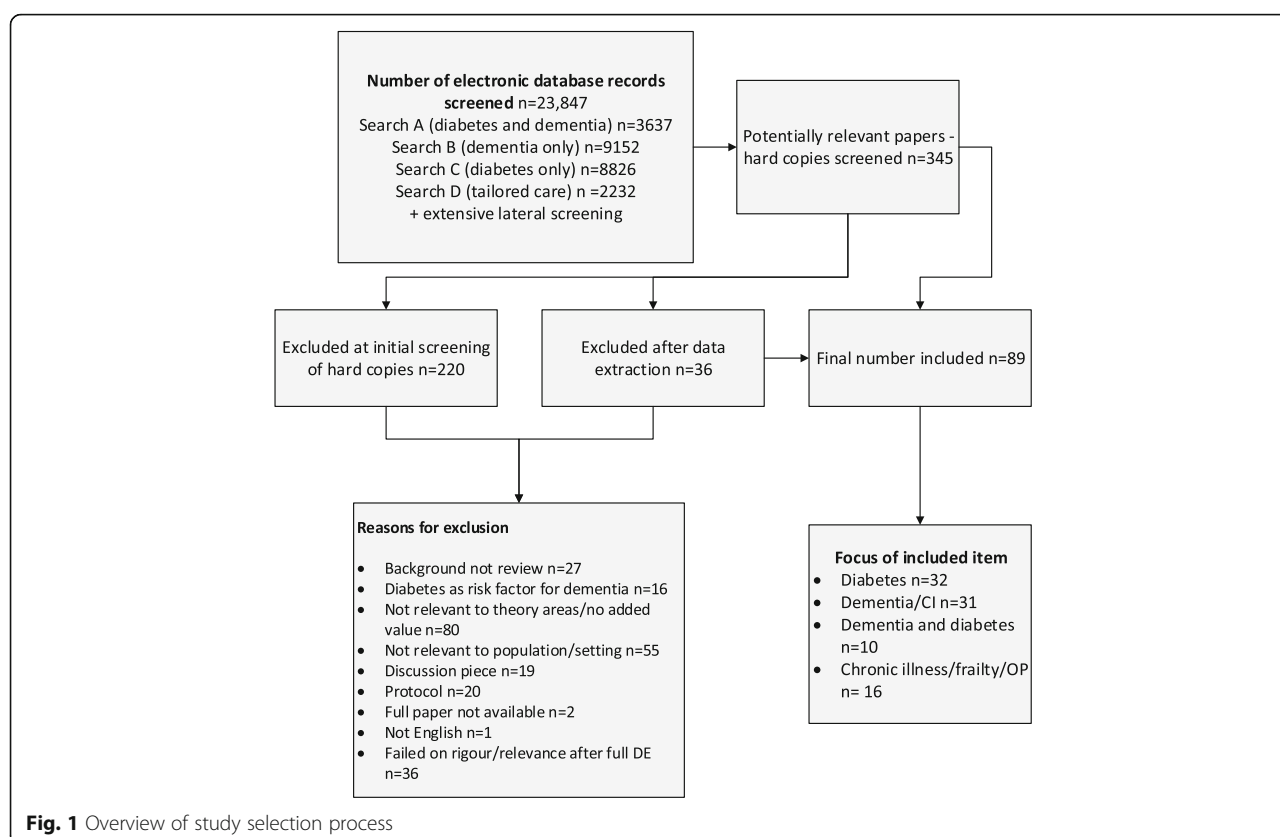 Number of electronic database records
screened n=23,847
Search A (diabetes and dementia) n=3637
Search B (dementia only) n=9152
Search C (diabetes only) n=8826
Search D (tailored care) n =2232
+ extensive lateral screening
Potentially relevant papers -
hard copies screened n=345
Excluded at initial screening
of hard copies n=220
Excluded after data
extraction n=36
Final number included n=89
Reasons for exclusion
● Background not review n=27
● Diabetes as risk factor for dementia n=16
● Not relevant to theory areas/no added
value n=80
● Not relevant to population/setting n=55
● Discussion piece n=19
● Protocol n=20
● Full paper not available n=2
● Not English n=1
● Failed on rigour/relevance after full DE
n=36
Focus of included item
● Diabetes n=32
● Dementia/CI n=31
● Dementia and diabetes
n=10
● Chronic illness/frailty/OP
n= 16
Fig. 1 Overview of study selection process